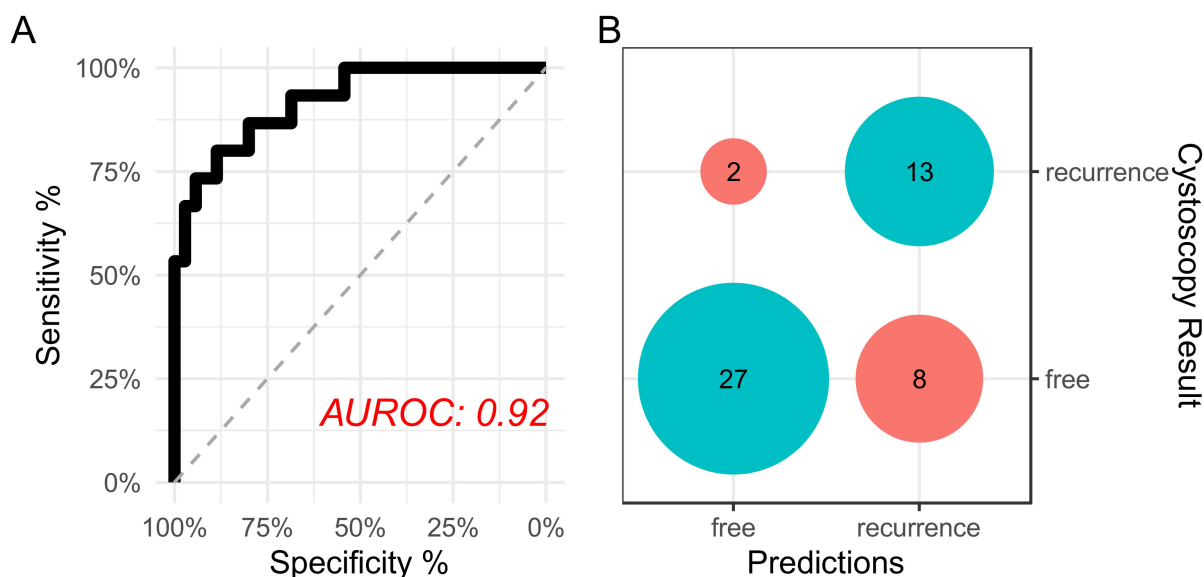 A
100%
75%
50%
25%
0%
Sensitivity %
AUROC: 0.92
100% 75% 50% 25% 0%
Specificity %
B
2 13
27 8
recurrence
free
Cystoscopy Result
free recurrence
Predictions